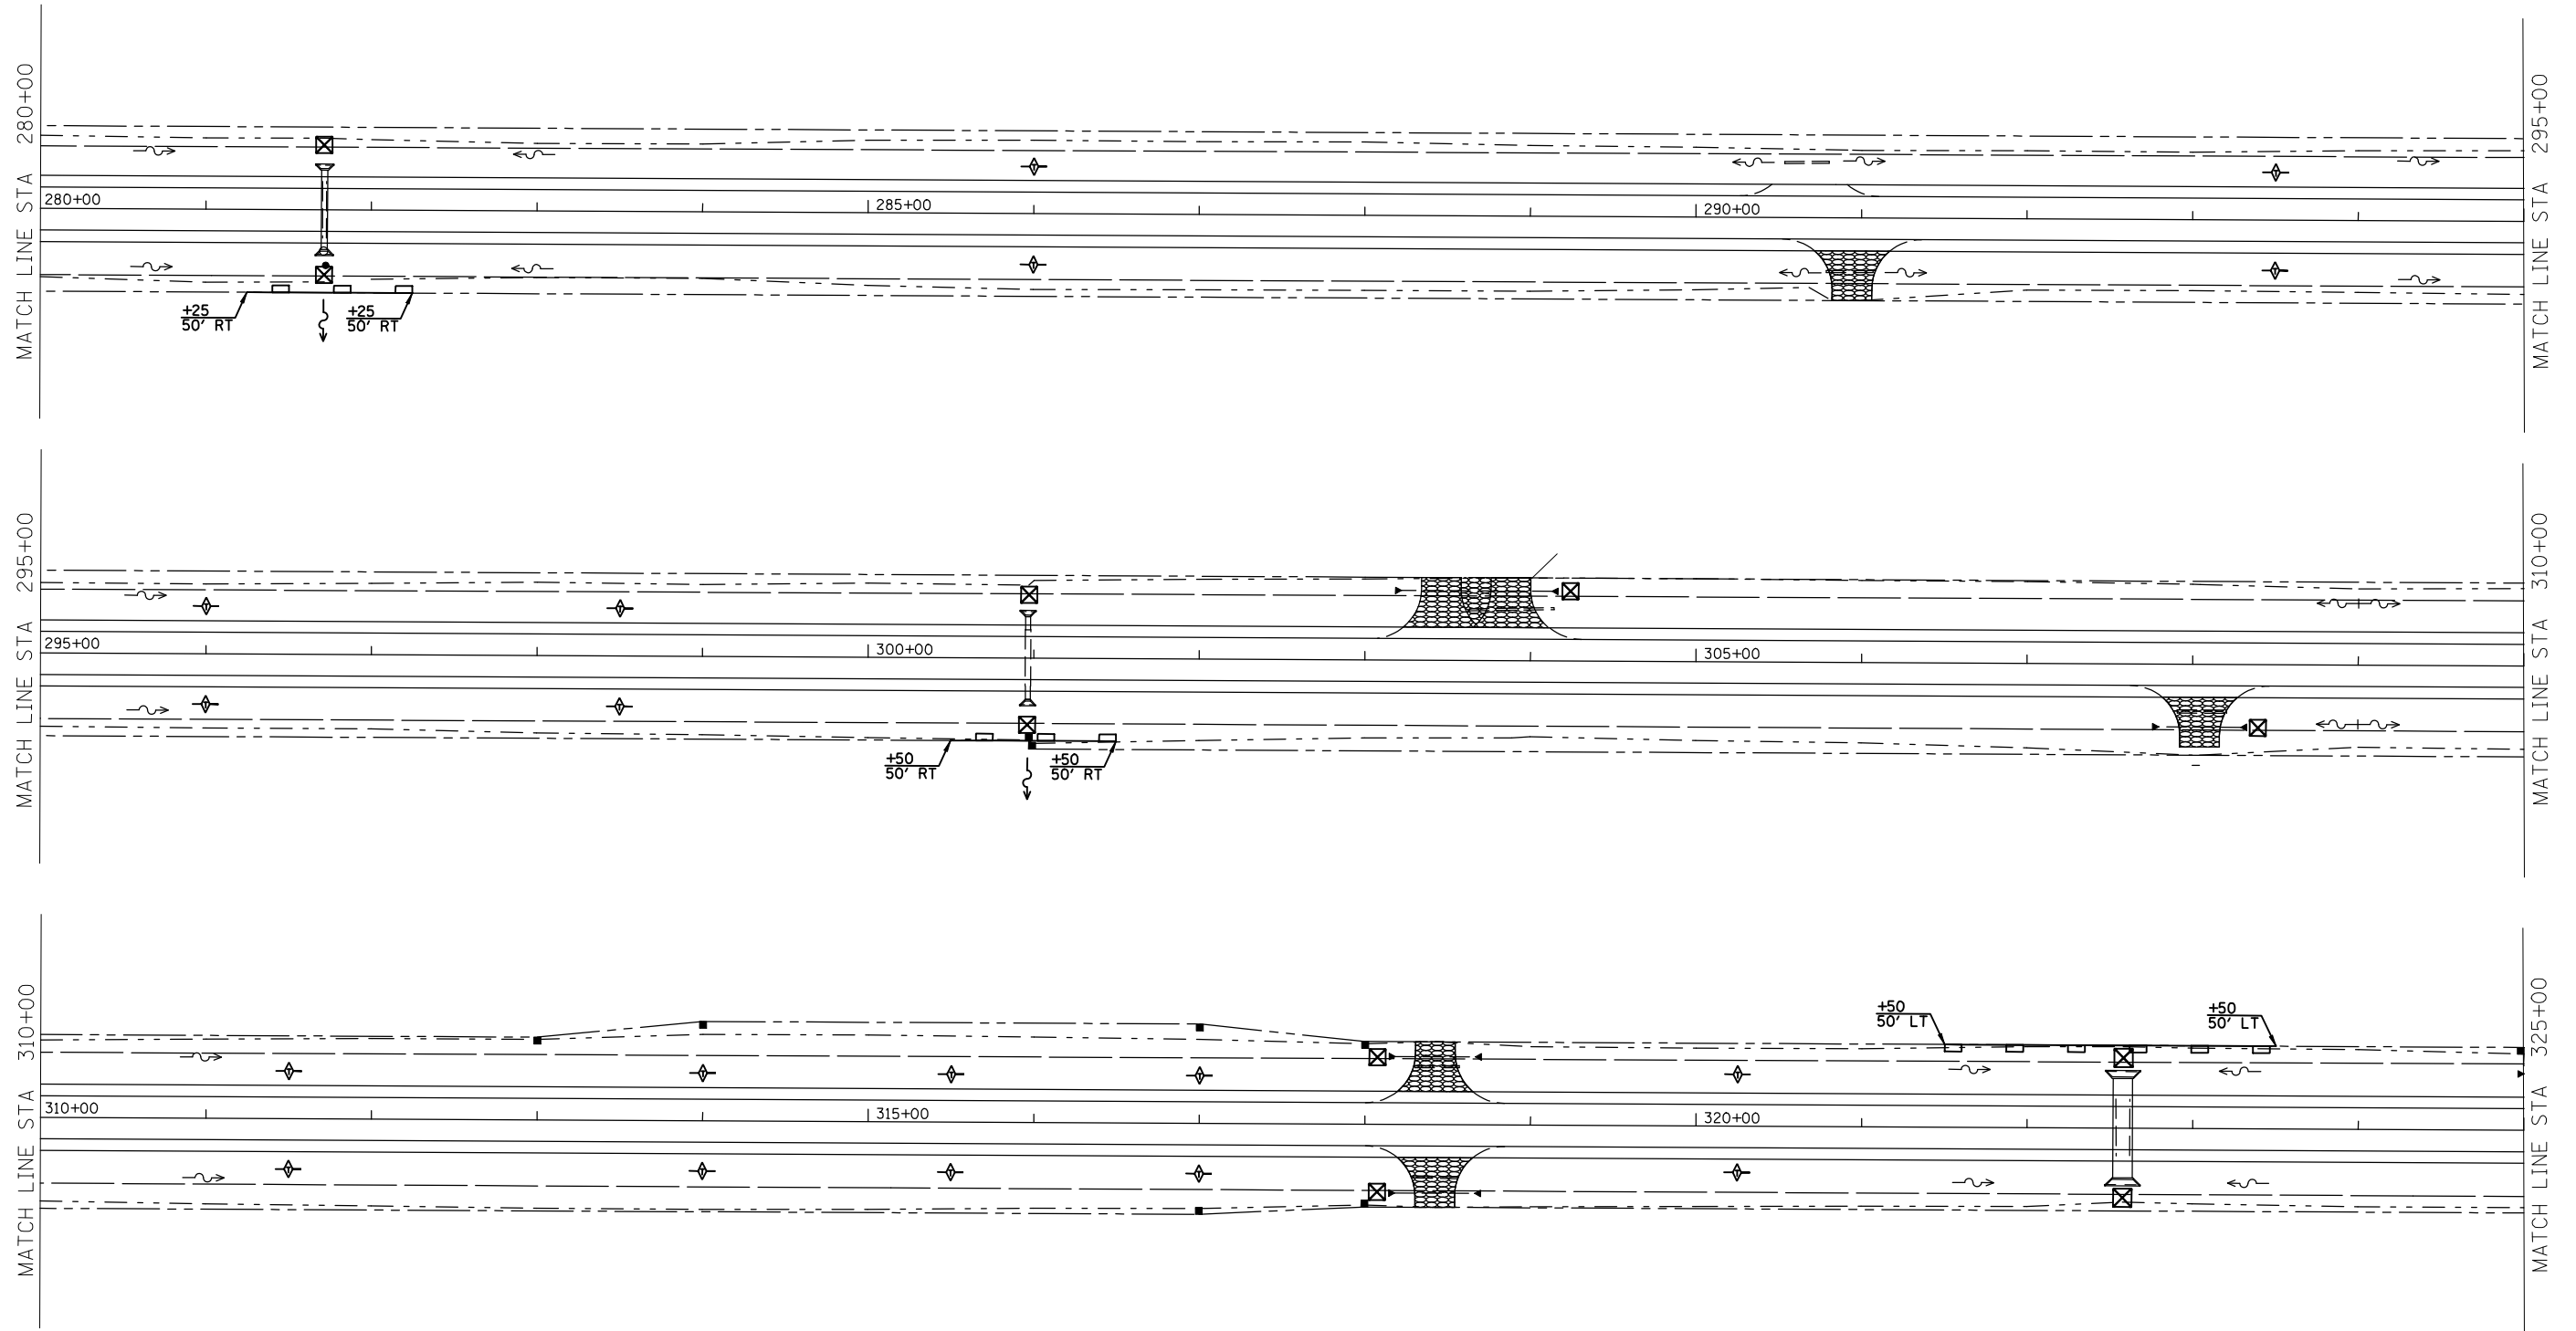 MATCH LINE STA 280+00
280+00
285+00
290+00
+25
50' RT
+25
50' RT
MATCH LINE STA 295+00
MATCH LINE STA 295+00
295+00
300+00
305+00
+50
50' RT
+50
50' RT
MATCH LINE STA 310+00
MATCH LINE STA 310+00
310+00
315+00
320+00
+50
50' LT
+50
50' LT
MATCH LINE STA 325+00